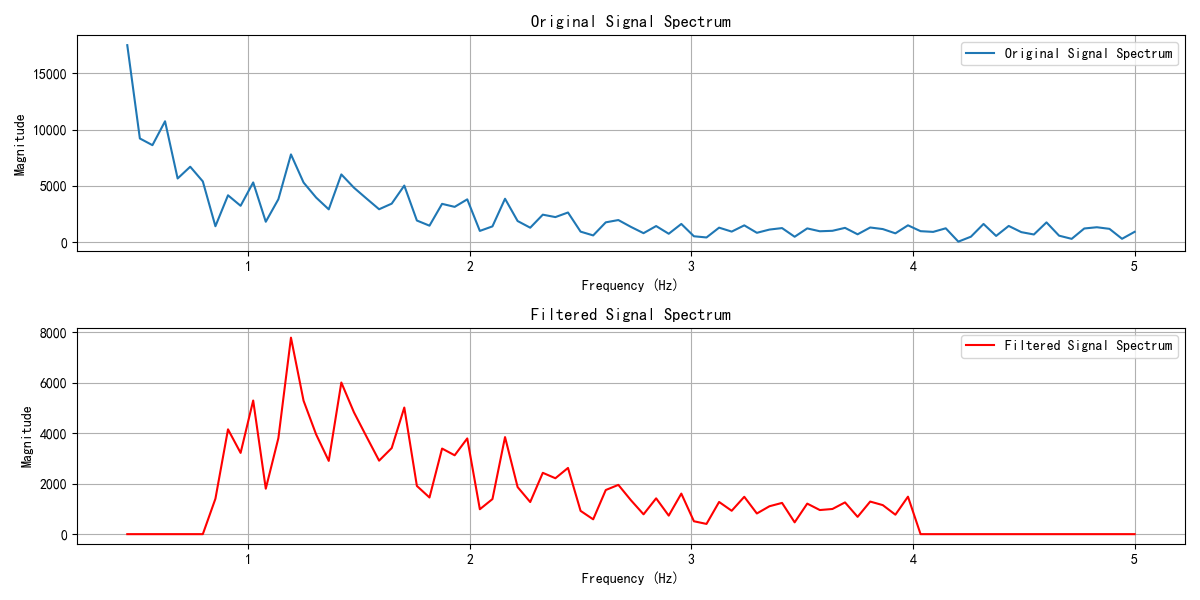 Original Signal Spectrum
Original Signal Spectrum
15000
10000
5000
0
Magnitude
1 2 3 4 5
Frequency (Hz)
Filtered Signal Spectrum
Filtered Signal Spectrum
8000
6000
4000
2000
0
Magnitude
1 2 3 4 5
Frequency (Hz)